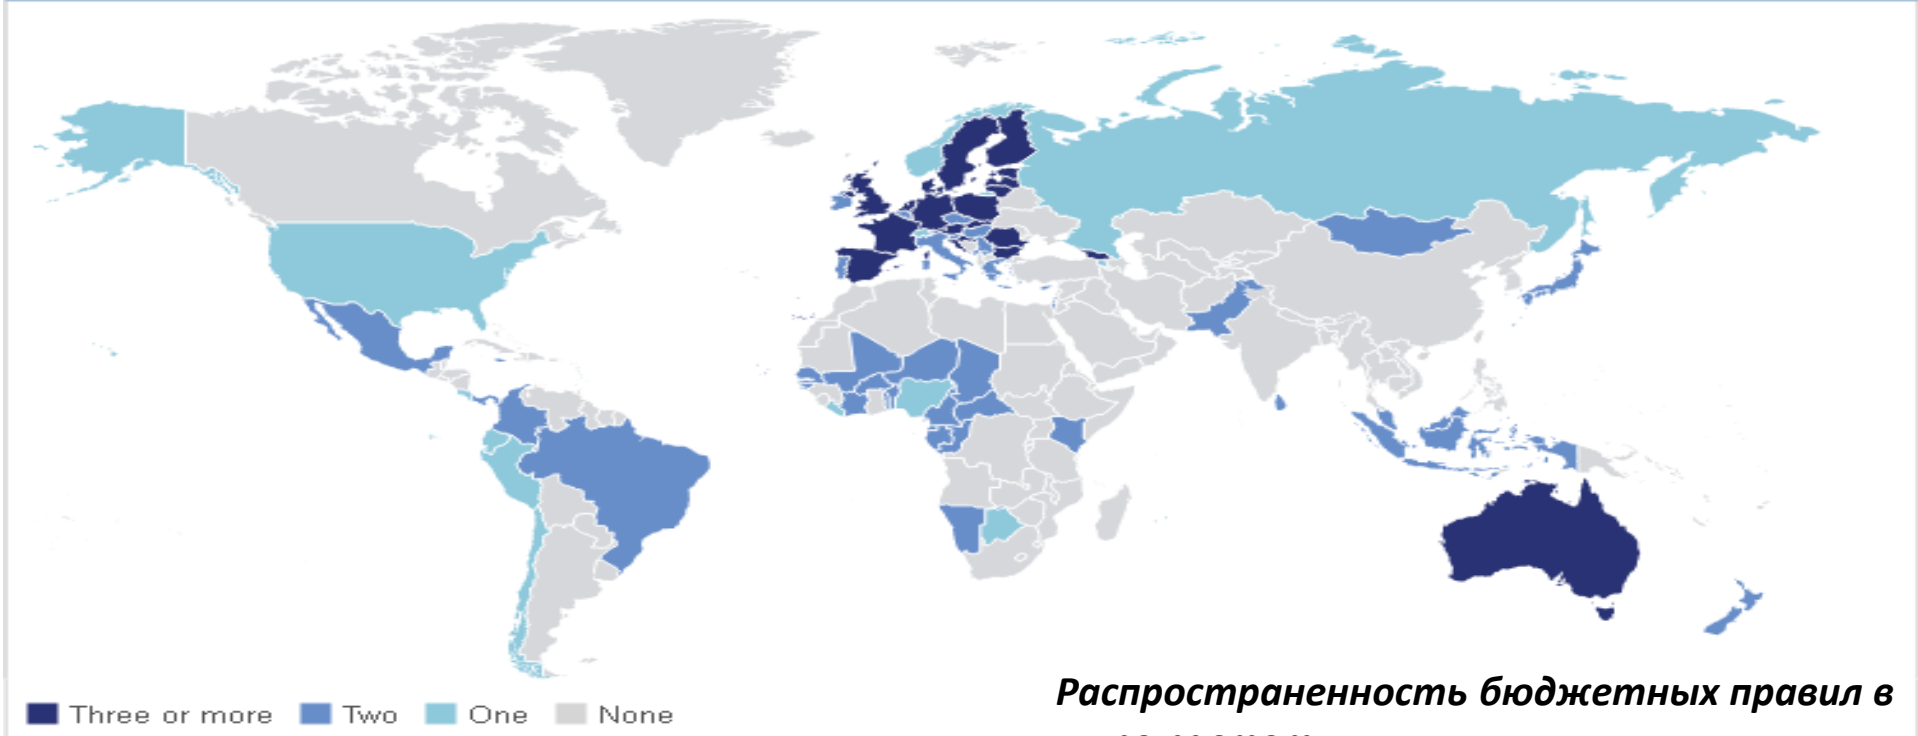 Three or more
Two
One
None
Распространенность бюджетных правил в